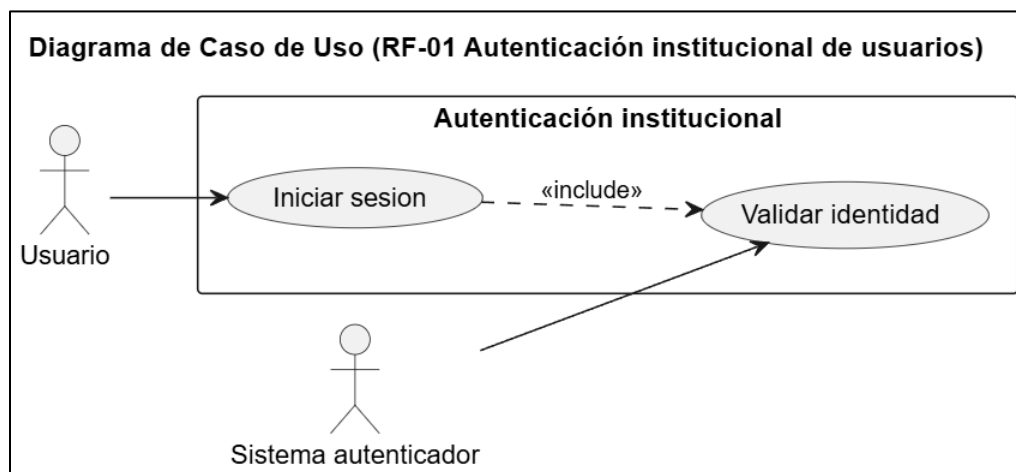 Diagrama de Caso de Uso (RF-01 Autenticación institucional de usuarios)
Autenticación institucional
Iniciar sesion
«include»
Validar identidad
Usuario
Sistema autenticador